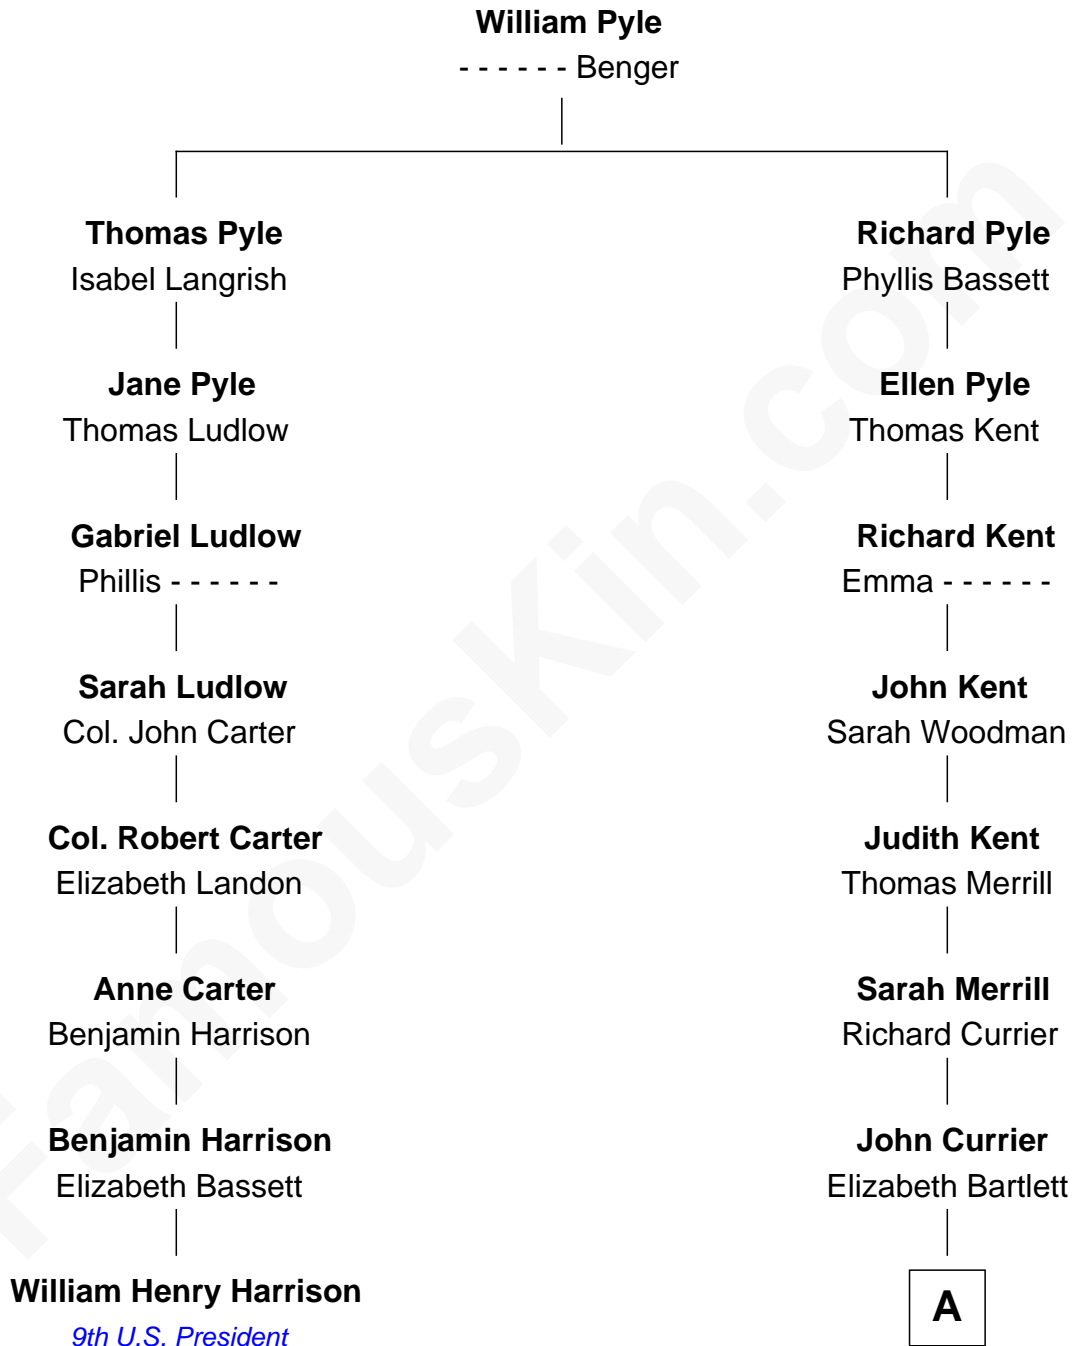 William Pyle
- - - - - - Benger
Thomas Pyle
Isabel Langrish
Richard Pyle
Phyllis Bassett
Jane Pyle
Thomas Ludlow
Ellen Pyle
Thomas Kent
Gabriel Ludlow
Phillis - - - - - -
Richard Kent
Emma - - - - - -
Sarah Ludlow
Col. John Carter
John Kent
Sarah Woodman
Col. Robert Carter
Elizabeth Landon
Judith Kent
Thomas Merrill
Anne Carter
Benjamin Harrison
Sarah Merrill
Richard Currier
Benjamin Harrison
Elizabeth Bassett
John Currier
Elizabeth Bartlett
William Henry Harrison
9th U.S. President
A
FamousKin.com